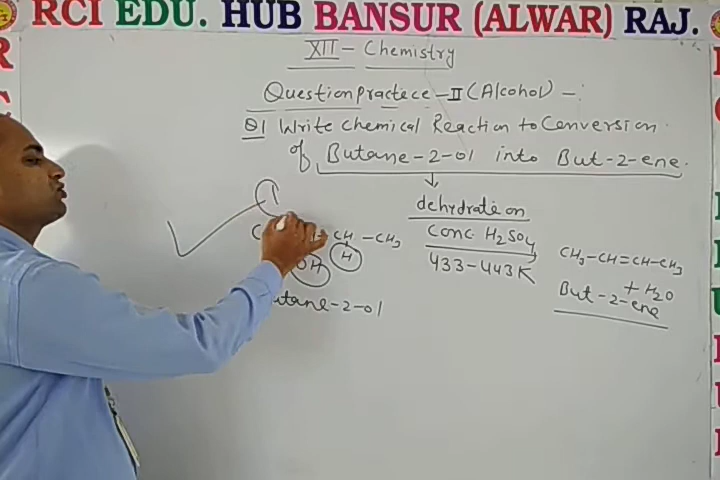 RCI EDU. HUB BANSUR (ALWAR) RAJ.
XII - Chemistry
Question practece - II (Alcohol) - :
Q1 Write chemical Reaction to Conversion
of Butane-2-ol into But-2-ene.
dehydration
Conc. H2SO4
433-443K
CH - CH3
OH H
Butane-2-ol
CH3-CH=CH-CH3
+ H2O
But-2-ene